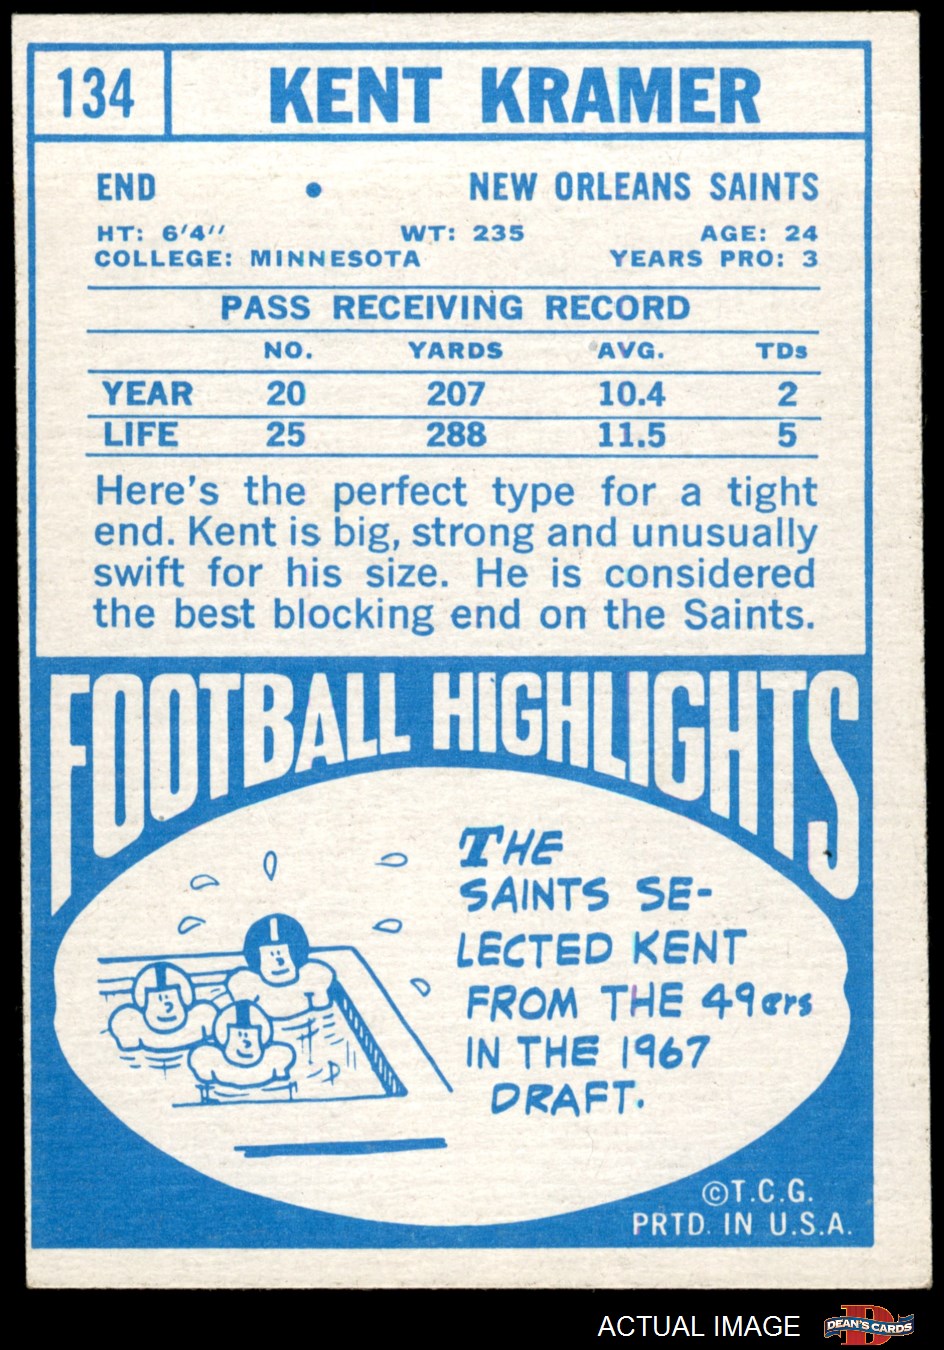 134 KENT KRAMER
END • NEW ORLEANS SAINTS
HT: 6'4'' WT: 235 AGE: 24
COLLEGE: MINNESOTA YEARS PRO: 3
PASS RECEIVING RECORD
NO. YARDS AVG. TDs
YEAR 20 207 10.4 2
LIFE 25 288 11.5 5
Here's the perfect type for a tight
end. Kent is big, strong and unusually
swift for his size. He is considered
the best blocking end on the Saints.
FOOTBALL HIGHLIGHTS
THE
SAINTS SE-
LECTED KENT
FROM THE 49ers
IN THE 1967
DRAFT.
©T.C.G.
PRTD. IN U.S.A.
ACTUAL IMAGE
DEAN'S CARDS